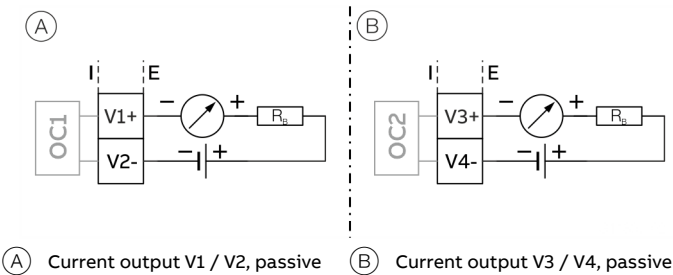 A
B
I E
I E
− +
− +
OC1
V1+
R_B
OC2
V3+
R_B
V2-
− +
V4-
− +
A Current output V1 / V2, passive
B Current output V3 / V4, passive